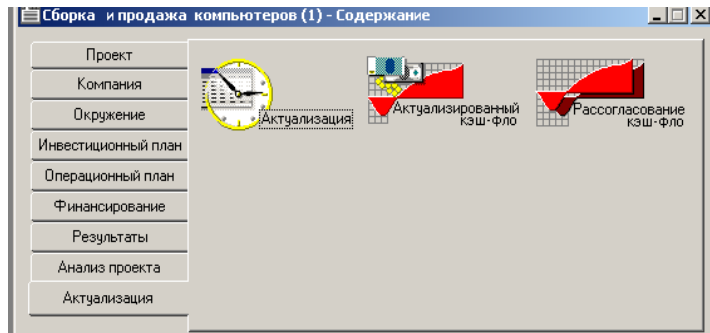 Сборка и продажа компьютеров (1) - Содержание
Проект
Компания
Окружение
Инвестиционный план
Операционный план
Финансирование
Результаты
Анализ проекта
Актуализация
Актуализация
Актуализированный
кэш-фло
Рассогласование
кэш-фло